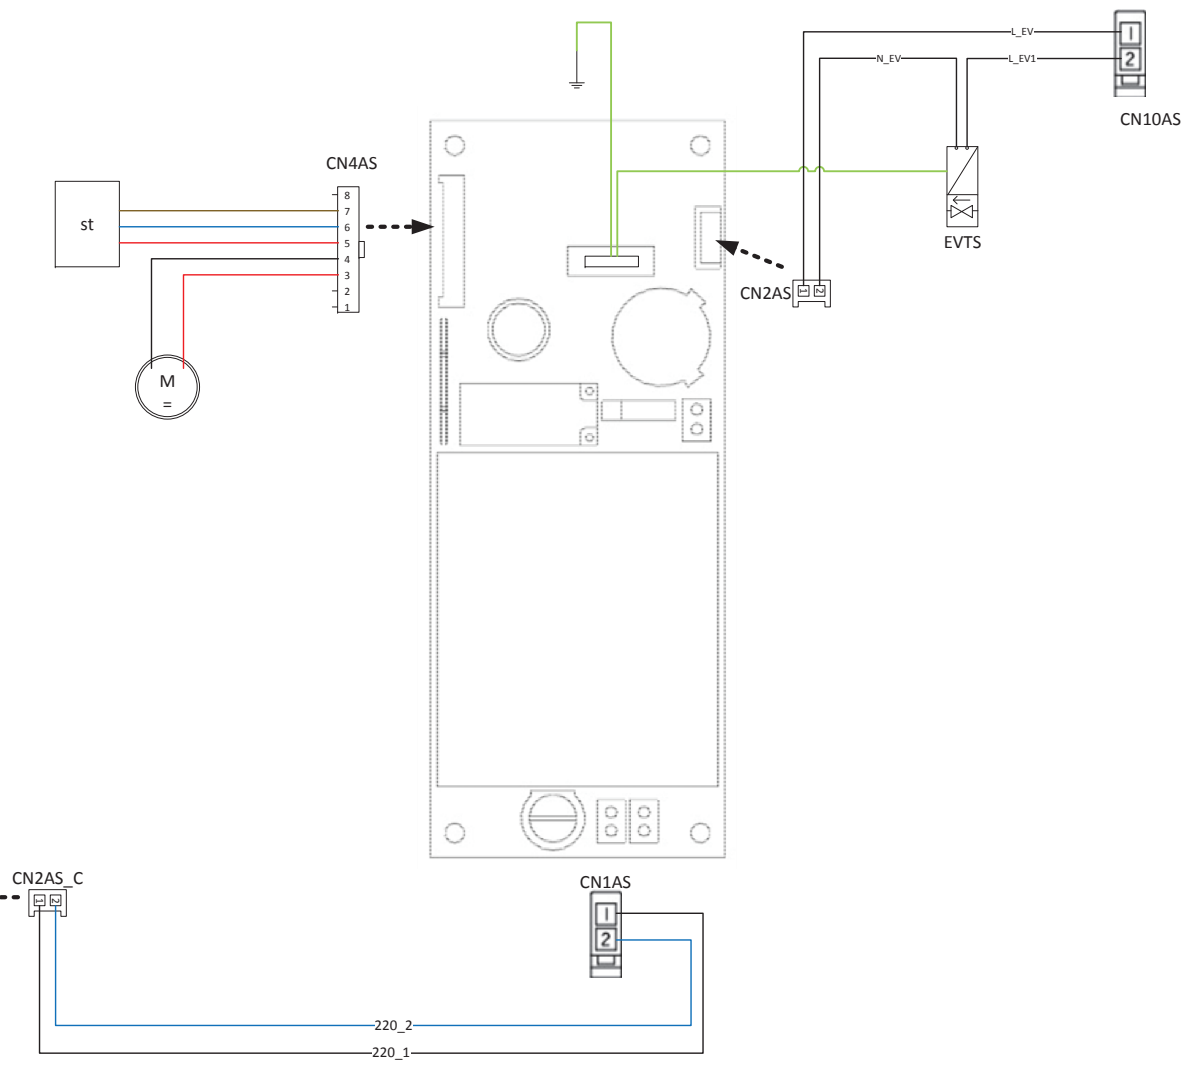 L_EV
1
N_EV
L_EV1
2
CN10AS
CN4AS
8
st
7
6
5
4
3
2
1
EVTS
CN2AS
1
2
M
=
CN2AS_C
1
2
CN1AS
1
2
220_2
220_1